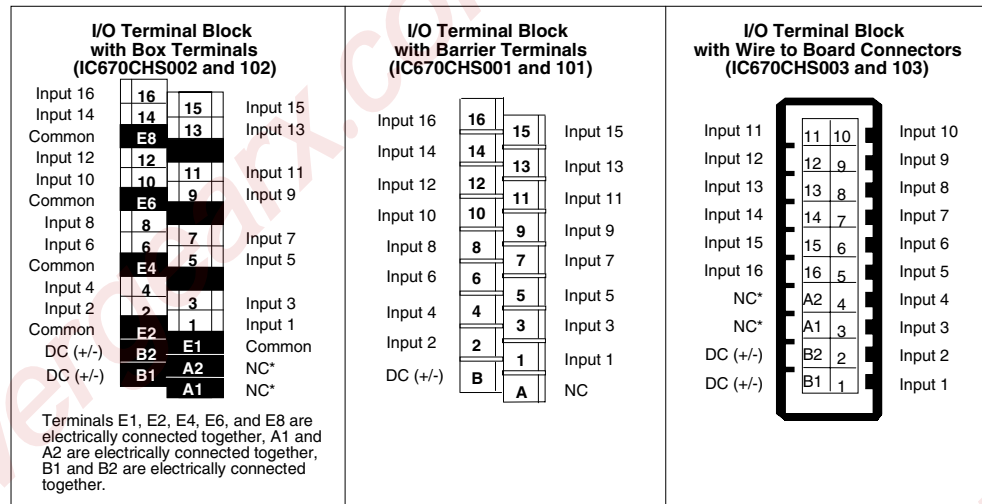 I/O Terminal Block
with Box Terminals
(IC670CHS002 and 102)
Input 16 16
15 Input 15
Input 14 14
13 Input 13
Common E8
Input 12 12
11 Input 11
Input 10 10
9 Input 9
Common E6
Input 8 8
7 Input 7
Input 6 6
5 Input 5
Common E4
Input 4 4
3 Input 3
Input 2 2
1 Input 1
Common E2
E1 Common
DC (+/-) B2
A2 NC*
DC (+/-) B1
A1 NC*
Terminals E1, E2, E4, E6, and E8 are
electrically connected together, A1 and
A2 are electrically connected together,
B1 and B2 are electrically connected
together.
I/O Terminal Block
with Barrier Terminals
(IC670CHS001 and 101)
Input 16 16
15 Input 15
Input 14 14
13 Input 13
Input 12 12
11 Input 11
Input 10 10
9 Input 9
Input 8 8
7 Input 7
Input 6 6
5 Input 5
Input 4 4
3 Input 3
Input 2 2
1 Input 1
DC (+/-) B
A NC
I/O Terminal Block
with Wire to Board Connectors
(IC670CHS003 and 103)
Input 11 11 10 Input 10
Input 12 12 9 Input 9
Input 13 13 8 Input 8
Input 14 14 7 Input 7
Input 15 15 6 Input 6
Input 16 16 5 Input 5
NC* A2 4 Input 4
NC* A1 3 Input 3
DC (+/-) B2 2 Input 2
DC (+/-) B1 1 Input 1